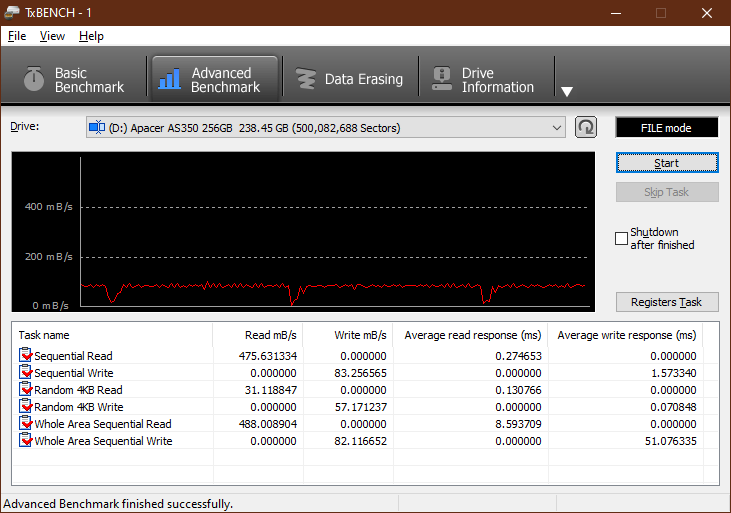 TxBENCH - 1
File View Help
Basic Benchmark
Advanced Benchmark
Data Erasing
Drive Information
Drive: (D:) Apacer AS350 256GB 238.45 GB (500,082,688 Sectors)
FILE mode
Start
Skip Task
Shutdown after finished
Registers Task
400 mB/s
200 mB/s
0 mB/s
Task name Read mB/s Write mB/s Average read response (ms) Average write response (ms)
Sequential Read 475.631334 0.000000 0.274653 0.000000
Sequential Write 0.000000 83.256565 0.000000 1.573340
Random 4KB Read 31.118847 0.000000 0.130766 0.000000
Random 4KB Write 0.000000 57.171237 0.000000 0.070848
Whole Area Sequential Read 488.008904 0.000000 8.593709 0.000000
Whole Area Sequential Write 0.000000 82.116652 0.000000 51.076335
Advanced Benchmark finished successfully.